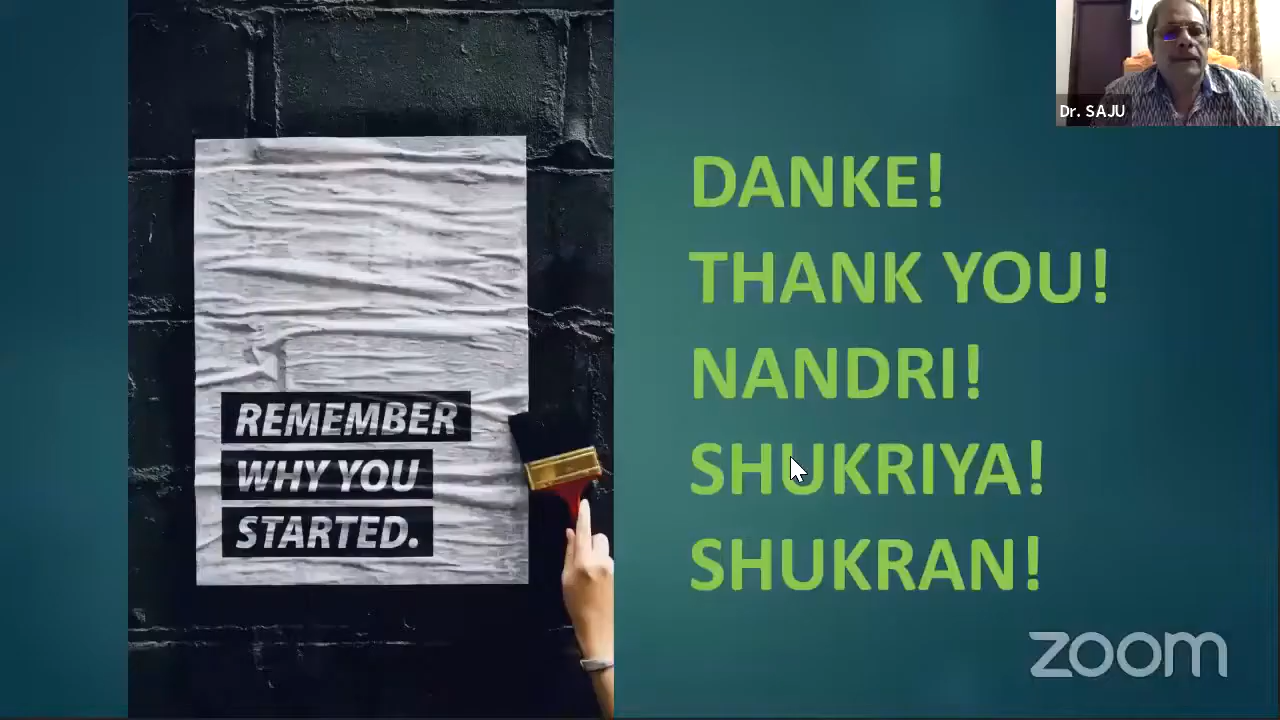 REMEMBER
WHY YOU
STARTED.
DANKE!
THANK YOU!
NANDRI!
SHUKRIYA!
SHUKRAN!
Dr. SAJU
zoom